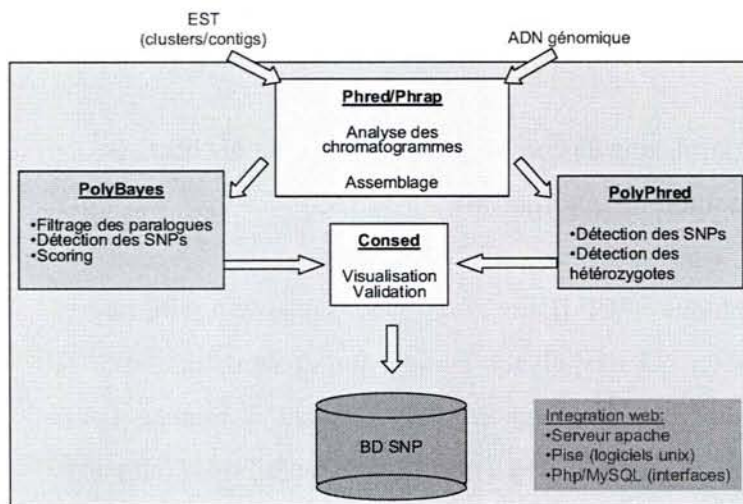 EST
(clusters/contigs)
ADN génomique
Phred/Phrap
Analyse des
chromatogrammes
Assemblage
PolyBayes
•Filtrage des paralogues
•Détection des SNPs
•Scoring
PolyPhred
•Détection des SNPs
•Détection des
hétérozygotes
Consed
Visualisation
Validation
BD SNP
Integration web:
•Serveur apache
•Pise (logiciels unix)
•Php/MySQL (interfaces)